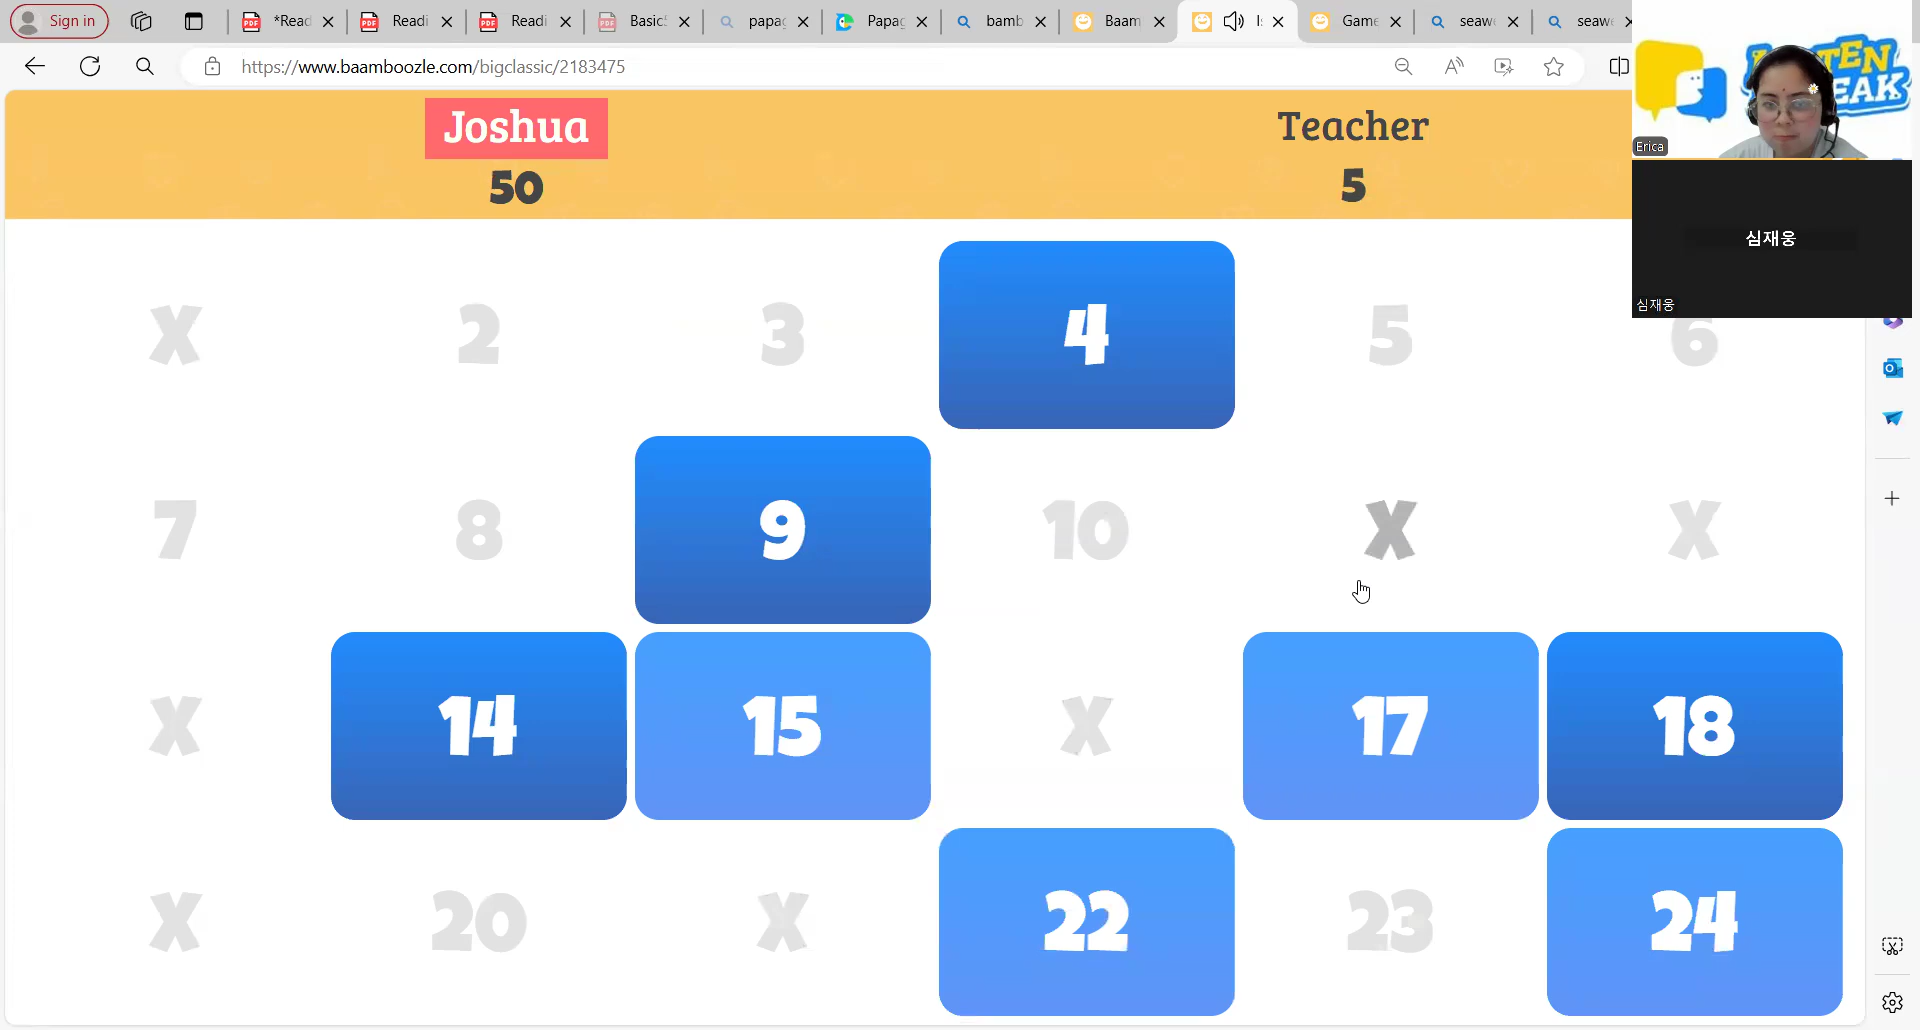 Sign in
*Read
Readi
Readi
Basic
papa
Papag
bamb
Baam
Game
seaw
seaw
https://www.baamboozle.com/bigclassic/2183475
Joshua
50
Teacher
5
EAK
Erica
심재웅
심재웅
X 2 3 4 5 6
7 8 9 10 X X
X 14 15 X 17 18
X 20 X 22 23 24